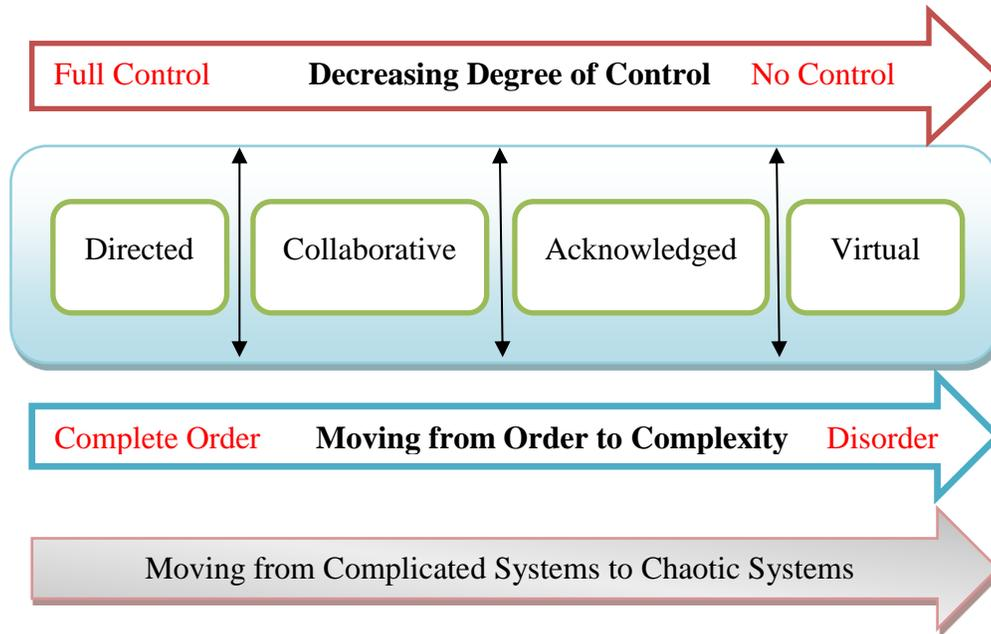 Full Control Decreasing Degree of Control No Control
Directed Collaborative Acknowledged Virtual
Complete Order Moving from Order to Complexity Disorder
Moving from Complicated Systems to Chaotic Systems